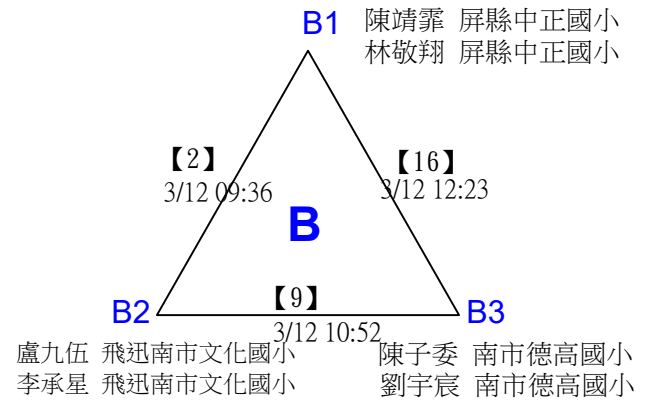 B1 陳靖霏 屏縣中正國小
林敬翔 屏縣中正國小
【2】
3/12 09:36
【16】
3/12 12:23
B
【9】
3/12 10:52
B2
盧九伍 飛迅南市文化國小
李承星 飛迅南市文化國小
B3
陳子委 南市德高國小
劉宇宸 南市德高國小